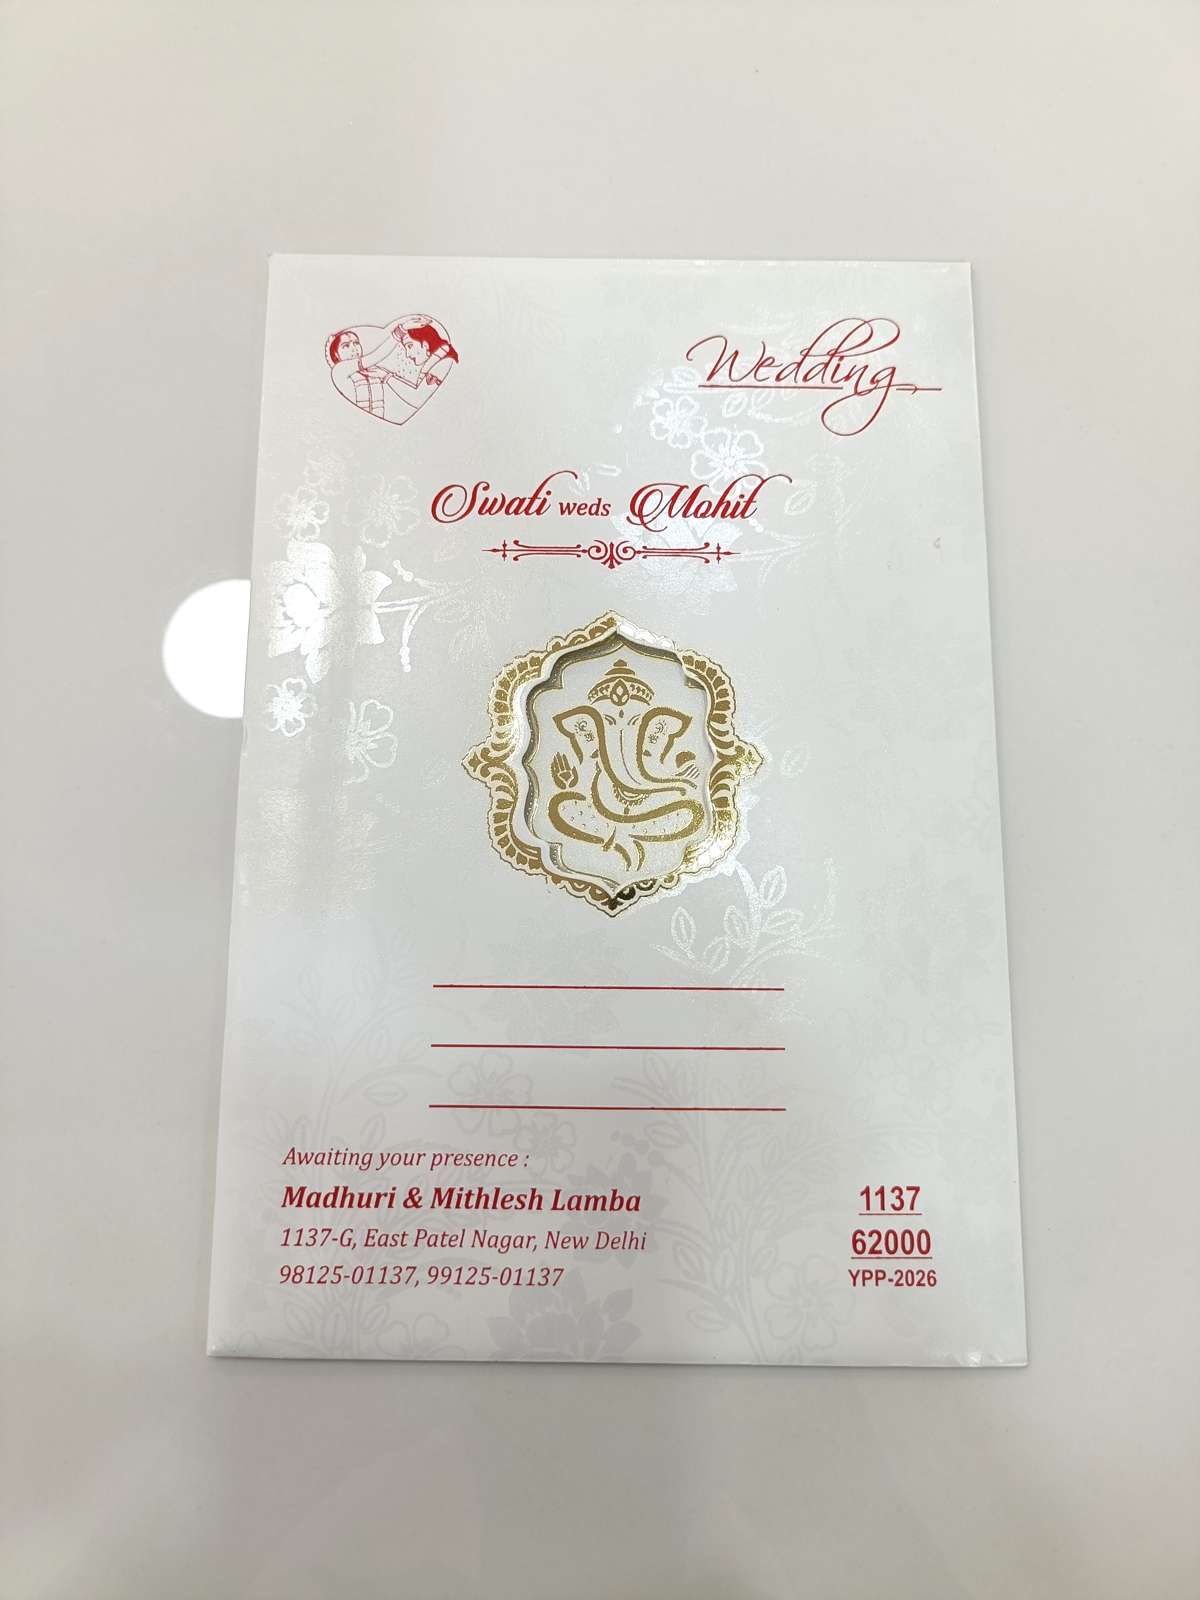 Wedding
Swati weds Mohit
Awaiting your presence :
Madhuri & Mithlesh Lamba
1137-G, East Patel Nagar, New Delhi
98125-01137, 99125-01137
1137
62000
YPP-2026